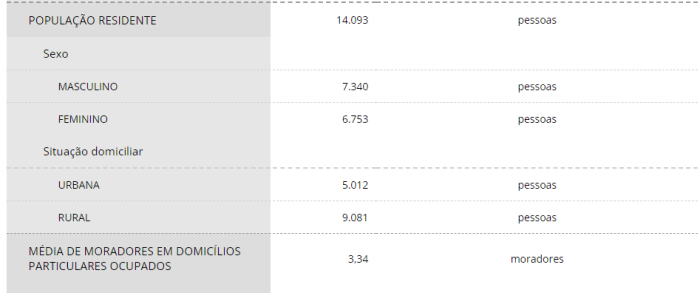 POPULAÇÃO RESIDENTE 14.093 pessoas
Sexo
MASCULINO 7.340 pessoas
FEMININO 6.753 pessoas
Situação domiciliar
URBANA 5.012 pessoas
RURAL 9.081 pessoas
MÉDIA DE MORADORES EM DOMICÍLIOS
PARTICULARES OCUPADOS 3,34 moradores